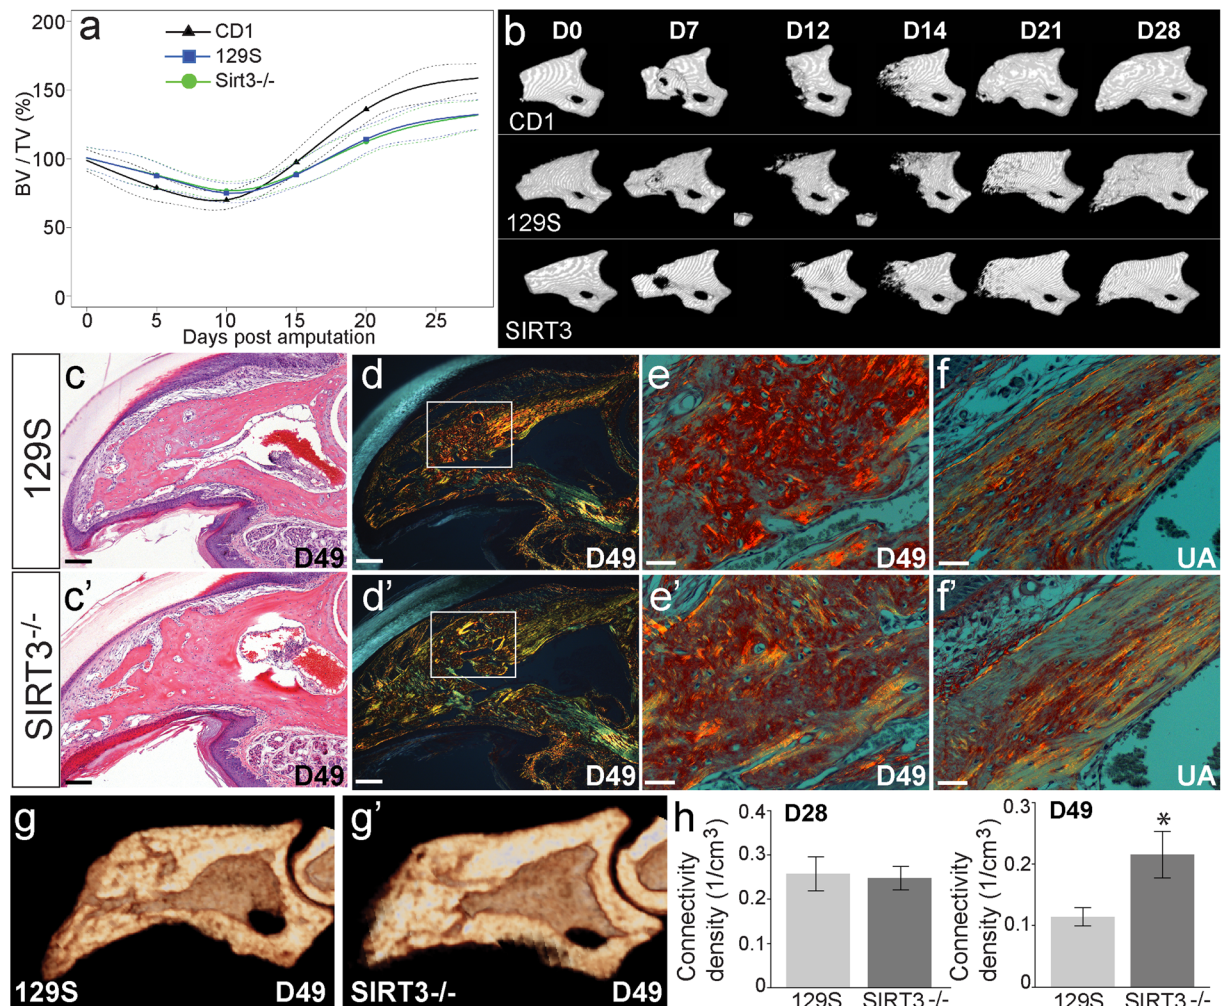 a
CD1
129S
Sirt3-/-
200
150
100
50
0
BV / TV (%)
0 5 10 15 20 25
Days post amputation
b
D0 D7 D12 D14 D21 D28
CD1
129S
SIRT3
129S
c
D49
d
D49
e
D49
f
UA
SIRT3-/-
c'
D49
d'
D49
e'
D49
f'
UA
g
129S D49
g'
SIRT3-/- D49
h
D28
Connectivity
density (1/cm³)
0.4
0.3
0.2
0.1
0
129S SIRT3-/-
D49
Connectivity
density (1/cm³)
0.3
0.2
0.1
0
*
129S SIRT3-/-